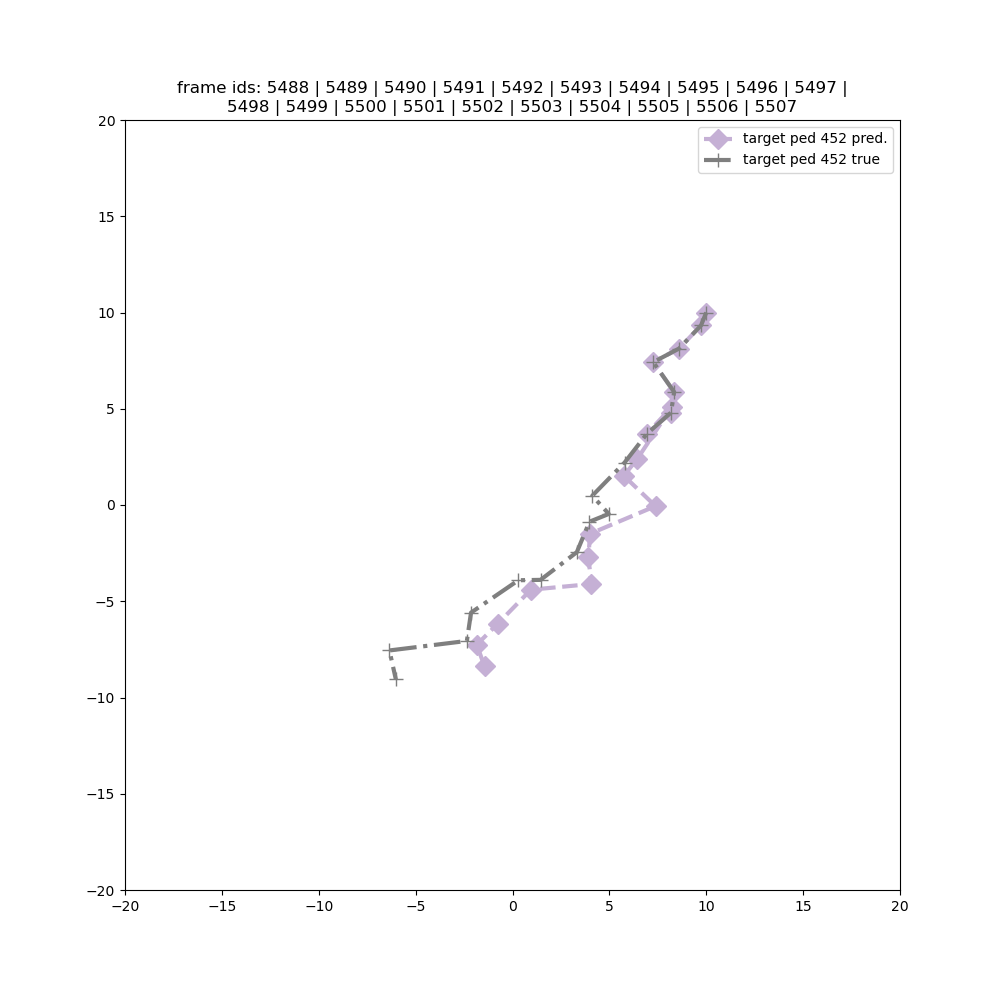 frame ids: 5488 | 5489 | 5490 | 5491 | 5492 | 5493 | 5494 | 5495 | 5496 | 5497 |
5498 | 5499 | 5500 | 5501 | 5502 | 5503 | 5504 | 5505 | 5506 | 5507
target ped 452 pred.
target ped 452 true
20
15
10
5
0
−5
−10
−15
−20
−20 −15 −10 −5 0 5 10 15 20